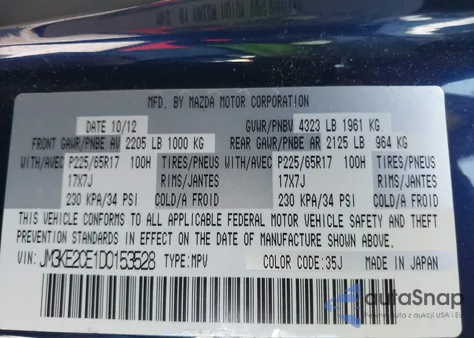 MFD. BY MAZDA MOTOR CORPORATION
DATE 10/12 GVWR/PNBV 4323 LB 1961 KG
FRONT GAWR/PNBE AV 2205 LB 1000 KG REAR GAWR/PNBE AR 2125 LB 964 KG
WITH/AVEC P225/65R17 100H TIRES/PNEUS WITH/AVEC P225/65R17 100H TIRES/PNEUS
17X7J RIMS/JANTES 17X7J RIMS/JANTES
230 KPA/34 PSI COLD/A FROID 230 KPA/34 PSI COLD/A FROID
THIS VEHICLE CONFORMS TO ALL APPLICABLE FEDERAL MOTOR VEHICLE SAFETY AND THEFT
PREVENTION STANDARDS IN EFFECT ON THE DATE OF MANUFACTURE SHOWN ABOVE.
VIN: JM3KE2CE1D0153528 TYPE: MPV COLOR CODE: 35J MADE IN JAPAN
autoSnap